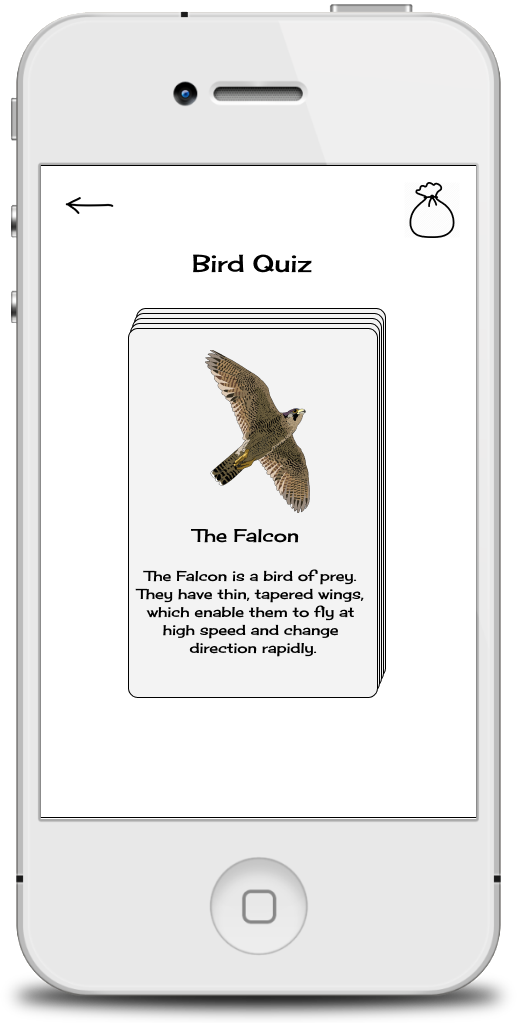 Bird Quiz
The Falcon
The Falcon is a bird of prey.
They have thin, tapered wings,
which enable them to fly at
high speed and change
direction rapidly.